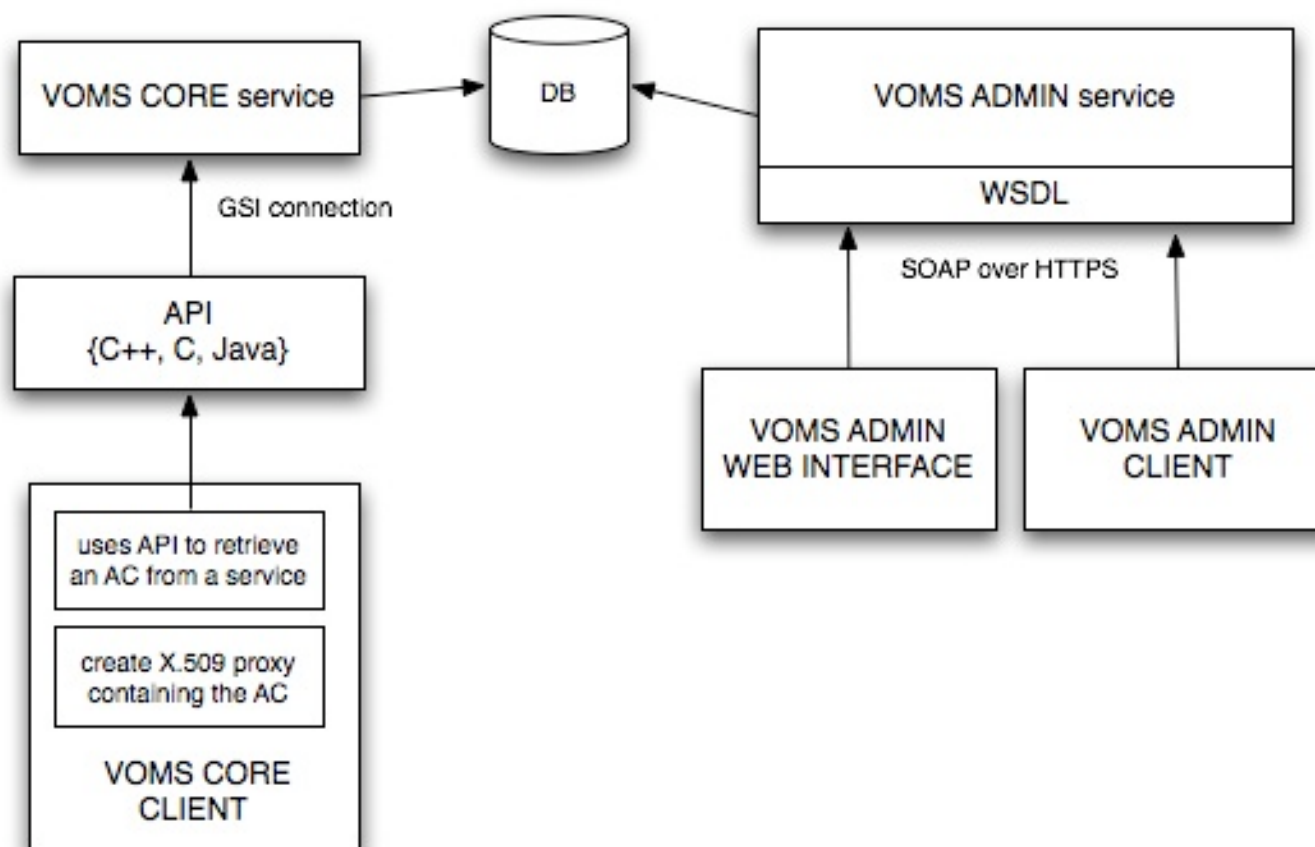 VOMS CORE service
DB
VOMS ADMIN service
WSDL
GSI connection
SOAP over HTTPS
API
{C++, C, Java}
VOMS ADMIN
WEB INTERFACE
VOMS ADMIN
CLIENT
uses API to retrieve
an AC from a service
create X.509 proxy
containing the AC
VOMS CORE
CLIENT